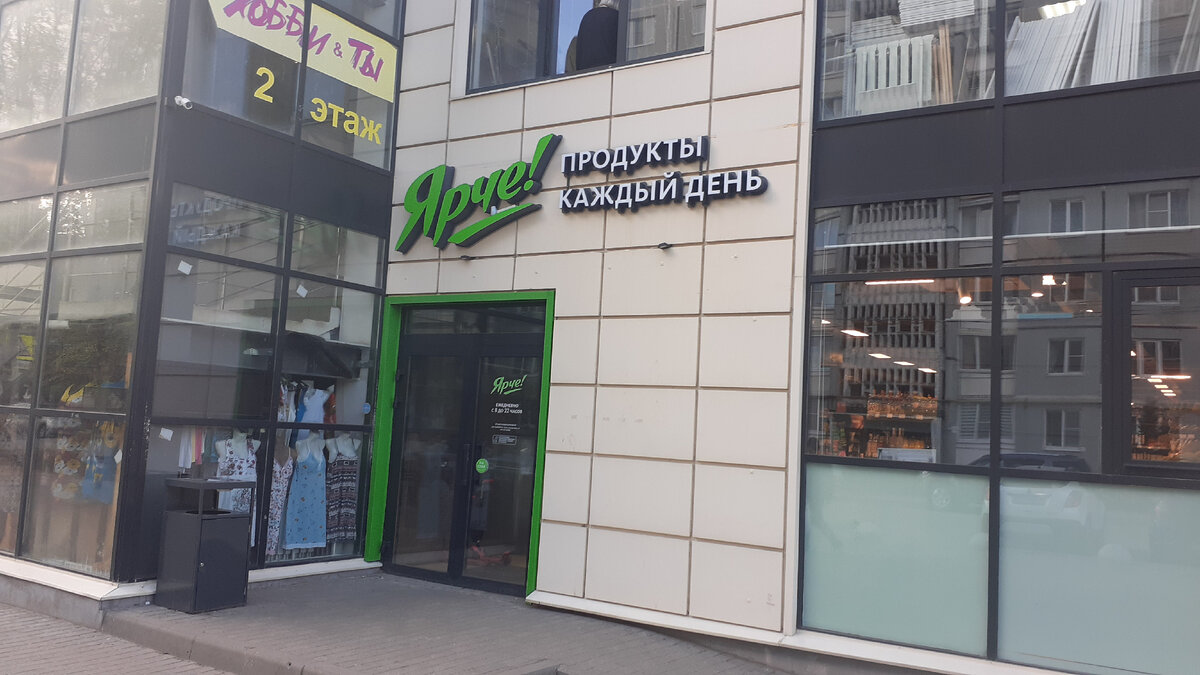 ХОББИ & ТЫ
2 этаж
Ярче!
ПРОДУКТЫ
КАЖДЫЙ ДЕНЬ
Ярче!
ЕЖЕДНЕВНО
С 8 ДО 22 ЧАСОВ